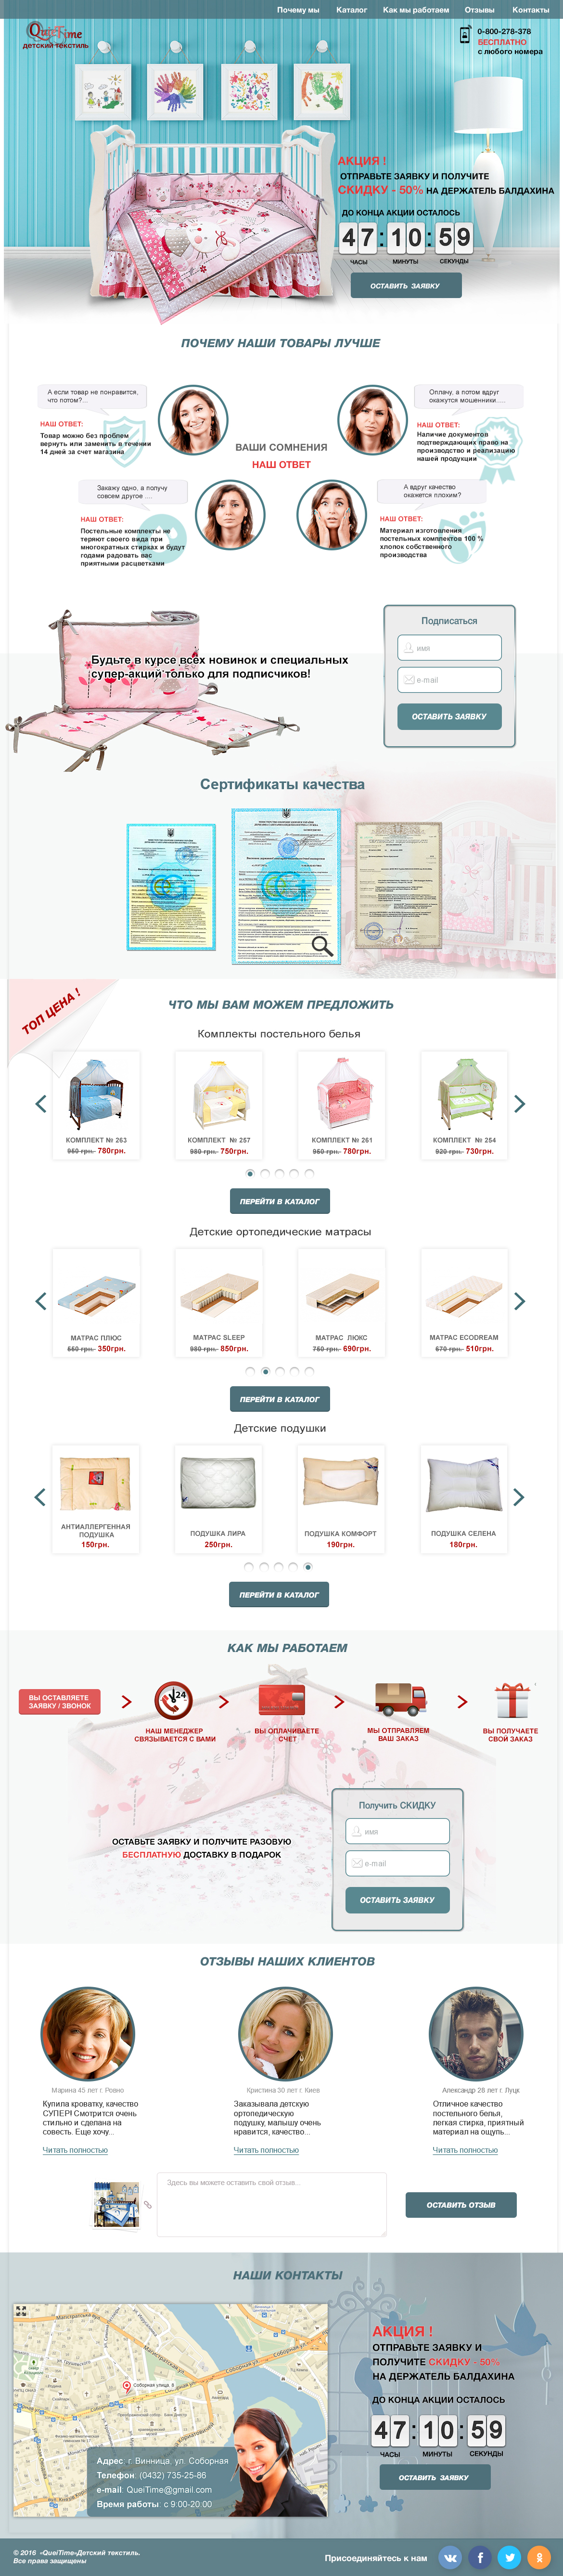 Почему мы Каталог Как мы работаем Отзывы Контакты
QueiTime
детский текстиль
0-800-278-378
БЕСПЛАТНО
с любого номера
АКЦИЯ !
ОТПРАВЬТЕ ЗАЯВКУ И ПОЛУЧИТЕ
СКИДКУ - 50% НА ДЕРЖАТЕЛЬ БАЛДАХИНА
ДО КОНЦА АКЦИИ ОСТАЛОСЬ
47:10:59
ЧАСЫ МИНУТЫ СЕКУНДЫ
ОСТАВИТЬ ЗАЯВКУ
ПОЧЕМУ НАШИ ТОВАРЫ ЛУЧШЕ
А если товар не понравится,
что потом?...
НАШ ОТВЕТ:
Товар можно без проблем
вернуть или заменить в течении
14 дней за счет магазина
Оплачу, а потом вдруг
окажутся мошенники.....
НАШ ОТВЕТ:
Наличие документов
подтверждающих право на
производство и реализацию
нашей продукции
ВАШИ СОМНЕНИЯ
НАШ ОТВЕТ
Закажу одно, а получу
совсем другое ....
НАШ ОТВЕТ:
Постельные комплекты не
теряют своего вида при
многократных стирках и будут
годами радовать вас
приятными расцветками
А вдруг качество
окажется плохим?
НАШ ОТВЕТ:
Материал изготовления
постельных комплектов 100 %
хлопок собственного
производства
Будьте в курсе всех новинок и специальных
супер-акций только для подписчиков!
Подписаться
имя
e-mail
ОСТАВИТЬ ЗАЯВКУ
Сертификаты качества
ТОП ЦЕНА !
ЧТО МЫ ВАМ МОЖЕМ ПРЕДЛОЖИТЬ
Комплекты постельного белья
КОМПЛЕКТ № 263
950 грн. 780грн.
КОМПЛЕКТ № 257
980 грн. 750грн.
КОМПЛЕКТ № 261
950 грн. 780грн.
КОМПЛЕКТ № 254
920 грн. 730грн.
ПЕРЕЙТИ В КАТАЛОГ
Детские ортопедические матрасы
МАТРАС ПЛЮС
550 грн. 350грн.
МАТРАС SLEEP
980 грн. 850грн.
МАТРАС ЛЮКС
750 грн. 690грн.
МАТРАС ECODREAM
670 грн. 510грн.
ПЕРЕЙТИ В КАТАЛОГ
Детские подушки
АНТИАЛЛЕРГЕННАЯ
ПОДУШКА
150грн.
ПОДУШКА ЛИРА
250грн.
ПОДУШКА КОМФОРТ
190грн.
ПОДУШКА СЕЛЕНА
180грн.
ПЕРЕЙТИ В КАТАЛОГ
КАК МЫ РАБОТАЕМ
ВЫ ОСТАВЛЯЕТЕ
ЗАЯВКУ / ЗВОНОК
24
НАШ МЕНЕДЖЕР
СВЯЗЫВАЕТСЯ С ВАМИ
ВЫ ОПЛАЧИВАЕТЕ
СЧЕТ
МЫ ОТПРАВЛЯЕМ
ВАШ ЗАКАЗ
ВЫ ПОЛУЧАЕТЕ
СВОЙ ЗАКАЗ
ОСТАВЬТЕ ЗАЯВКУ И ПОЛУЧИТЕ РАЗОВУЮ
БЕСПЛАТНУЮ ДОСТАВКУ В ПОДАРОК
Получить СКИДКУ
имя
e-mail
ОСТАВИТЬ ЗАЯВКУ
ОТЗЫВЫ НАШИХ КЛИЕНТОВ
Марина 45 лет г. Ровно
Купила кроватку, качество
СУПЕР! Смотрится очень
стильно и сделана на
совесть. Еще хочу...
Читать полностью
Кристина 30 лет г. Киев
Заказывала детскую
ортопедическую
подушку, малышу очень
нравится, качество...
Читать полностью
Александр 28 лет г. Луцк
Отличное качество
постельного белья,
легкая стирка, приятный
материал на ощупь...
Читать полностью
Здесь вы можете оставить свой отзыв...
ОСТАВИТЬ ОТЗЫВ
НАШИ КОНТАКТЫ
Соборная улица, 8
Адрес: г. Винница ул. Соборная
Телефон: (0432) 735-25-86
e-mail: QueiTime@gmail.com
Время работы: с 9.00-20:00
АКЦИЯ !
ОТПРАВЬТЕ ЗАЯВКУ И
ПОЛУЧИТЕ СКИДКУ - 50%
НА ДЕРЖАТЕЛЬ БАЛДАХИНА
ДО КОНЦА АКЦИИ ОСТАЛОСЬ
47:10:59
ЧАСЫ МИНУТЫ СЕКУНДЫ
ОСТАВИТЬ ЗАЯВКУ
© 2016 «QueiTime-Детский текстиль.
Все права защищены
Присоединяйтесь к нам